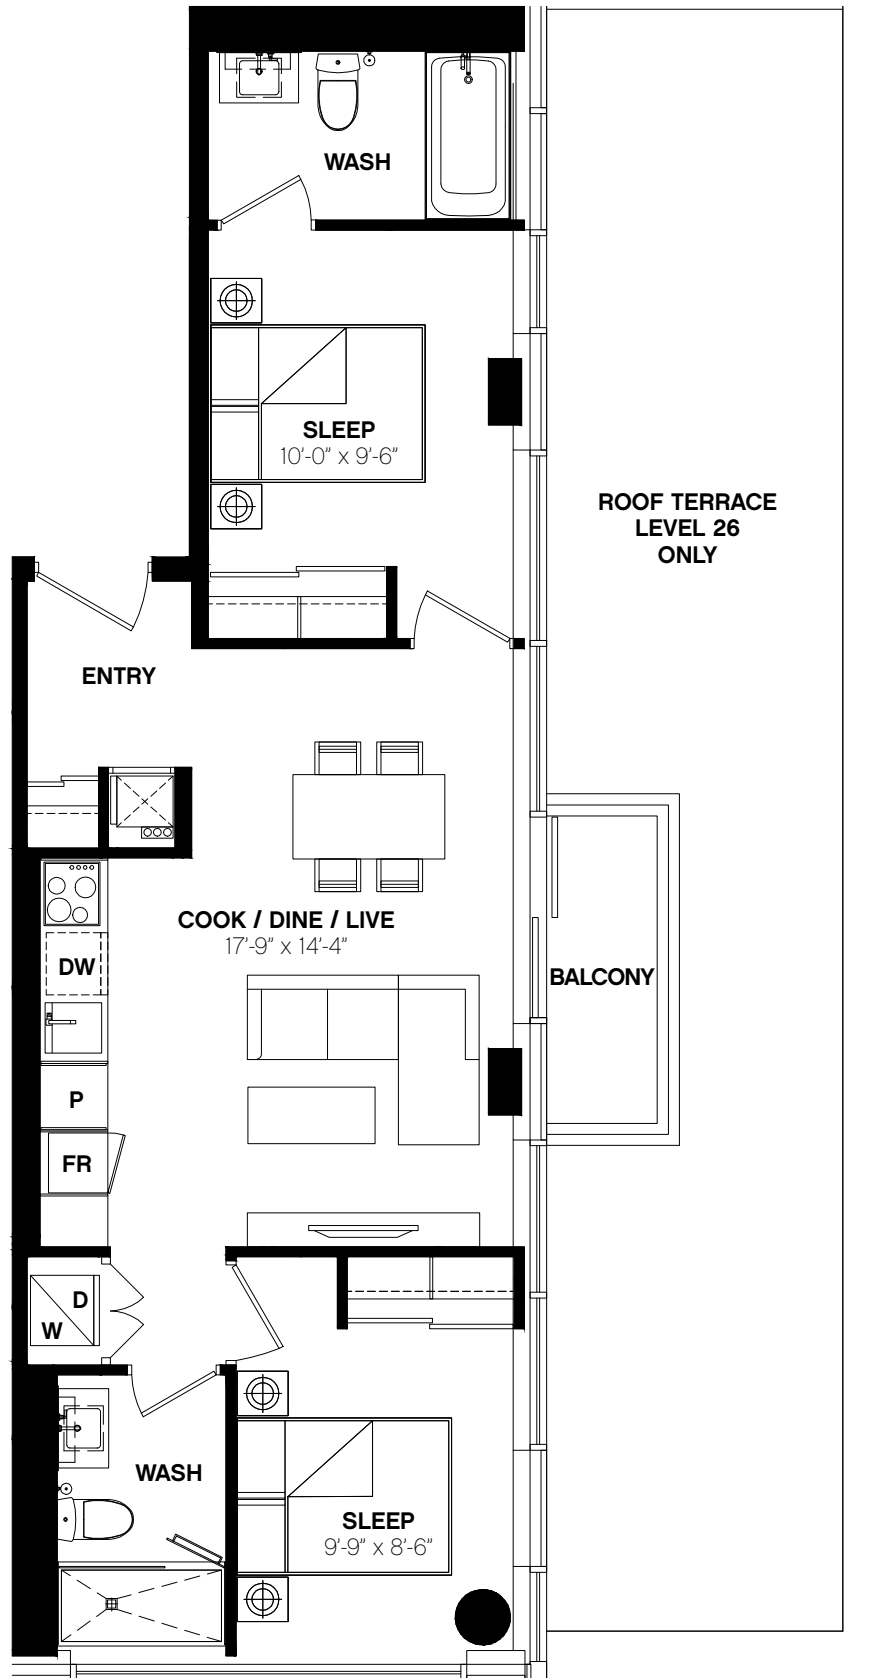 WASH
SLEEP
10'-0” x 9'-6”
ROOF TERRACE
LEVEL 26
ONLY
ENTRY
COOK / DINE / LIVE
17'-9” x 14'-4”
DW
BALCONY
P
FR
D
W
WASH
SLEEP
9'-9” x 8'-6”